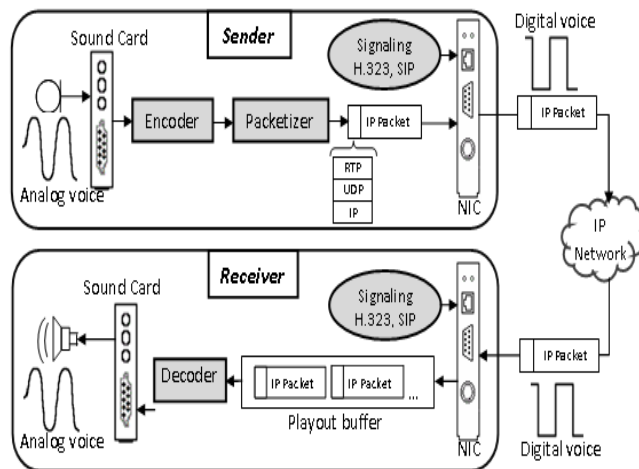 Sender
Sound Card
Signaling
H.323, SIP
Digital voice
Encoder
Packetizer
IP Packet
IP Packet
RTP
UDP
IP
Analog voice
NIC
IP
Network
Receiver
Sound Card
Signaling
H.323, SIP
IP Packet
Decoder
IP Packet
IP Packet
...
Playout buffer
Analog voice
NIC
Digital voice